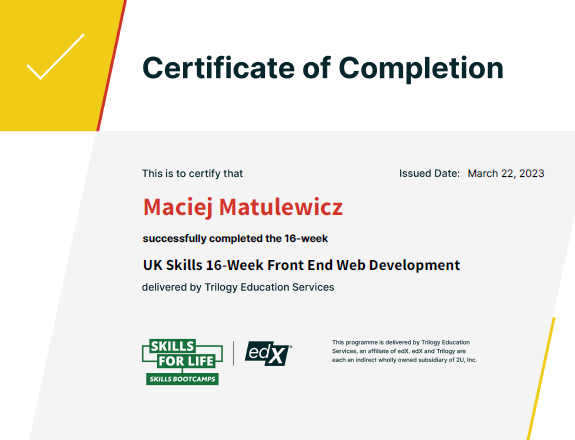 Certificate of Completion
This is to certify that
Issued Date: March 22, 2023
Maciej Matulewicz
successfully completed the 16-week
UK Skills 16-Week Front End Web Development
delivered by Trilogy Education Services
SKILLS
FOR LIFE
SKILLS BOOTCAMPS
edX
This programme is delivered by Trilogy Education
Services, an affiliate of edX. edX and Trilogy are
each an indirect wholly owned subsidiary of 2U, Inc.